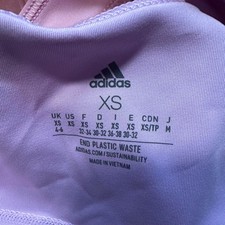 adidas
XS
UK US F D I E CDN J
XS XS XS XS XS XS XS/TP M
4-6 32-34 30-32 36-38 30-32
END PLASTIC WASTE
ADIDAS.COM/SUSTAINABILITY
MADE IN VIETNAM